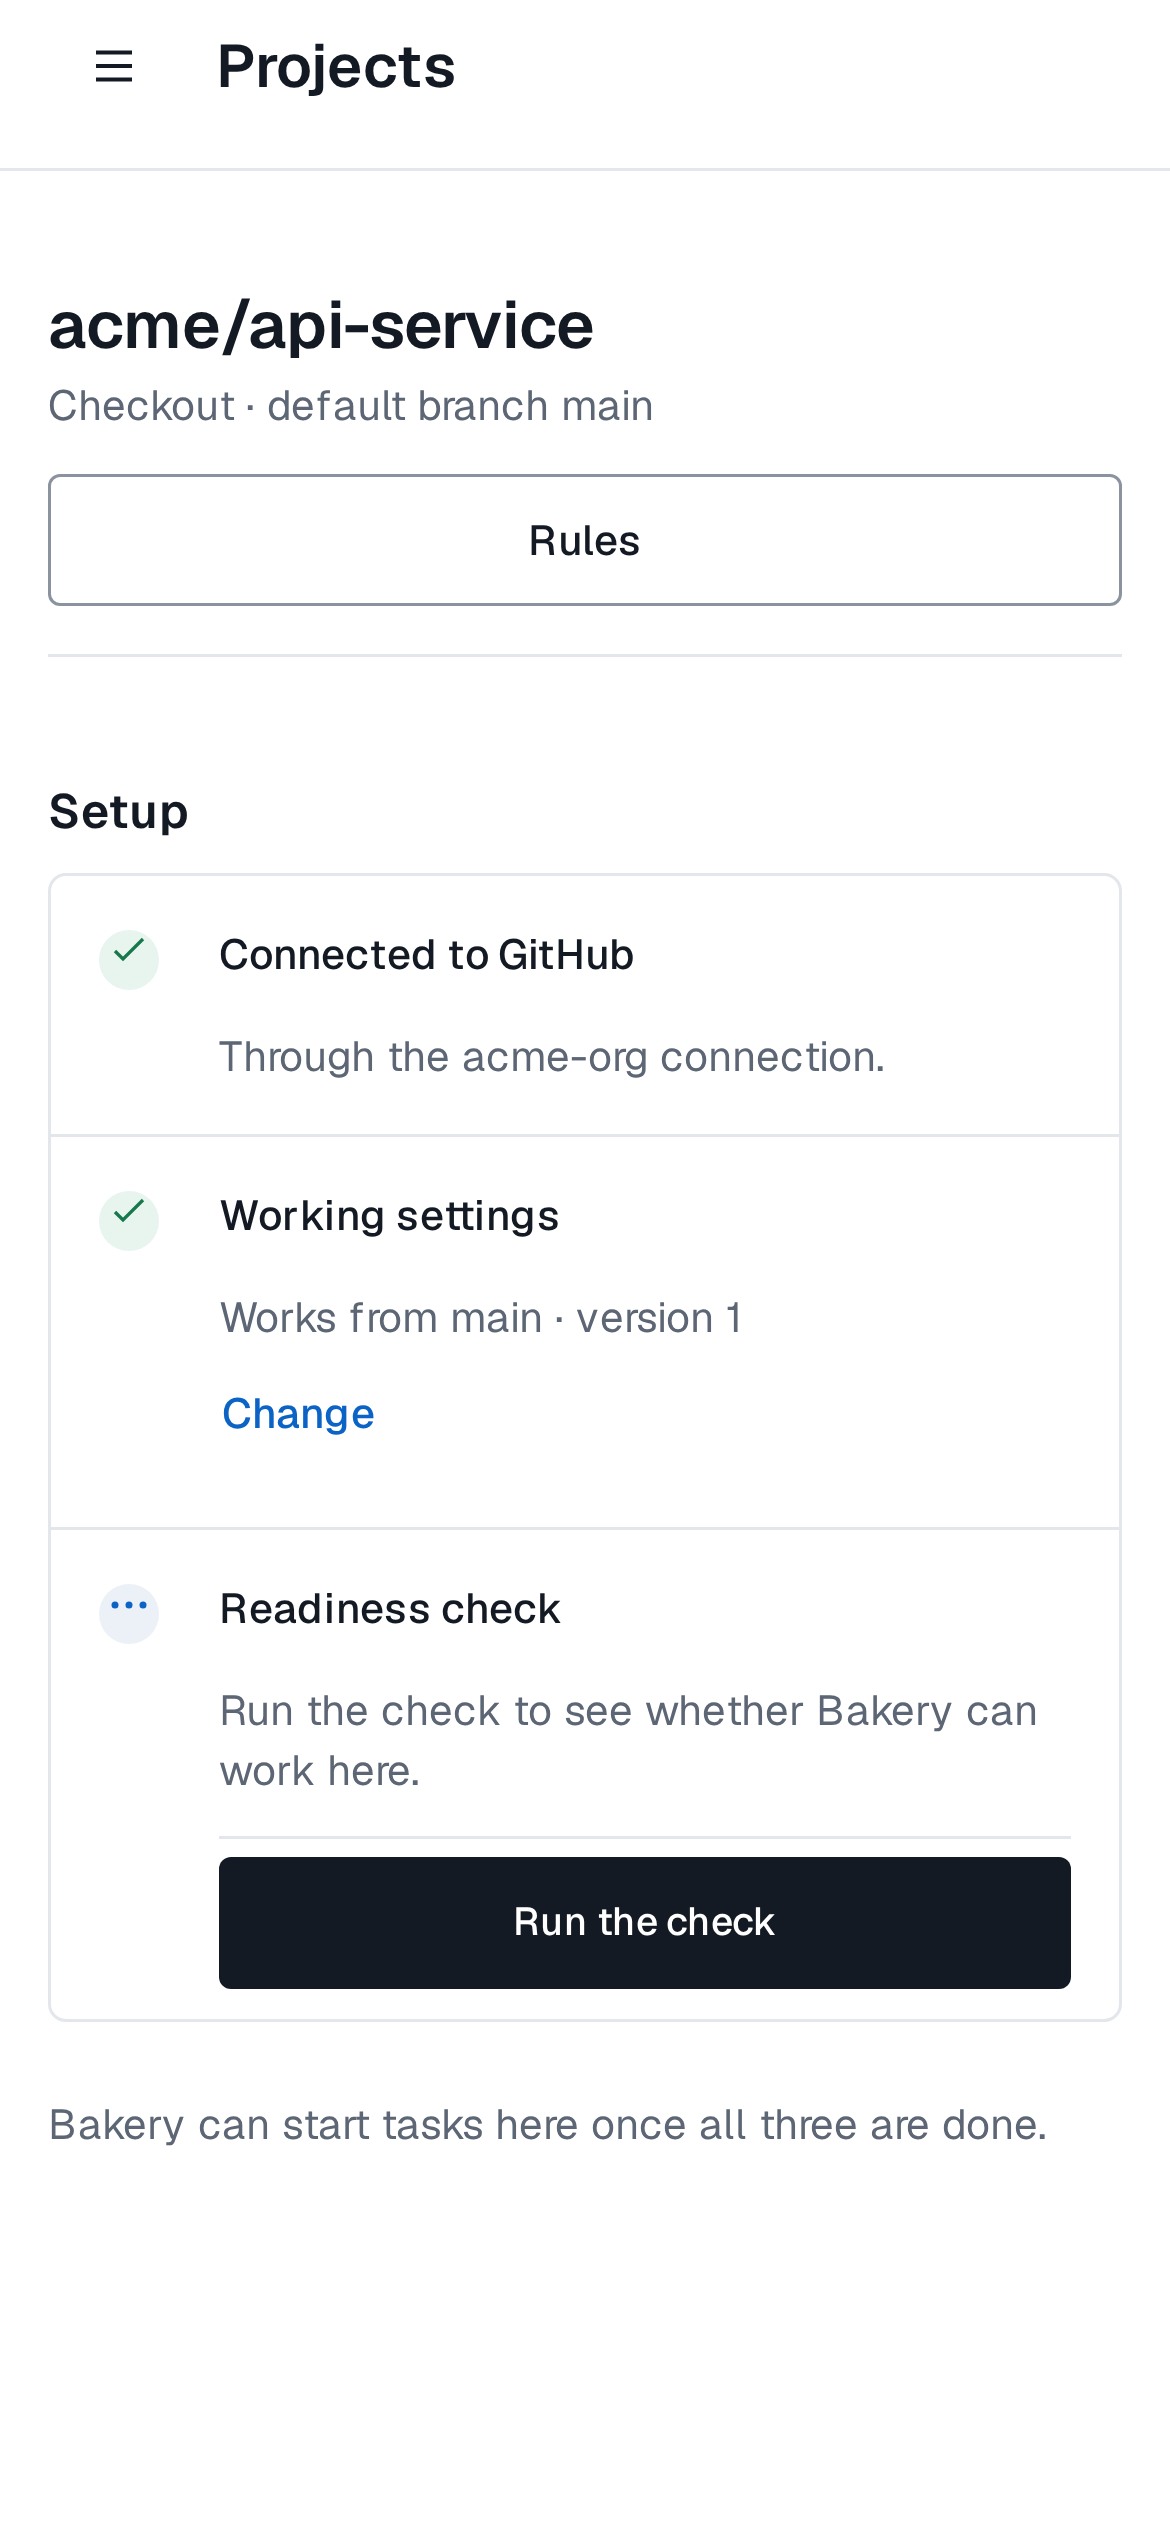 Projects
acme/api-service
Checkout · default branch main
Rules
Setup
Connected to GitHub
Through the acme-org connection.
Working settings
Works from main · version 1
Change
Readiness check
Run the check to see whether Bakery can
work here.
Run the check
Bakery can start tasks here once all three are done.